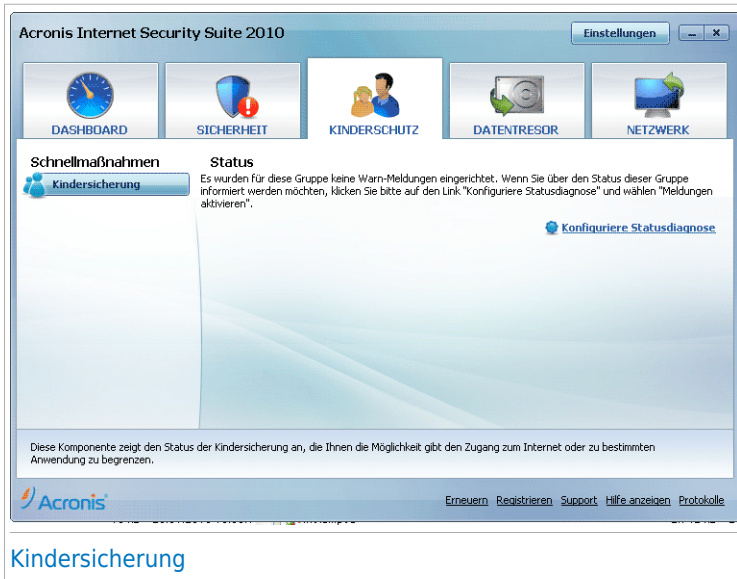 Acronis Internet Security Suite 2010
Einstellungen
DASHBOARD
SICHERHEIT
KINDERSCHUTZ
DATENTRESOR
NETZWERK
Schnellmaßnahmen
Kindersicherung
Status
Es wurden für diese Gruppe keine Warn-Meldungen eingerichtet. Wenn Sie über den Status dieser Gruppe
informiert werden möchten, klicken Sie bitte auf den Link "Konfiguriere Statusdiagnose" und wählen "Meldungen
aktivieren".
Konfiguriere Statusdiagnose
Diese Komponente zeigt den Status der Kindersicherung an, die Ihnen die Möglichkeit gibt den Zugang zum Internet oder zu bestimmten
Anwendung zu begrenzen.
Acronis
Erneuern Registrieren Support Hilfe anzeigen Protokolle
Kindersicherung